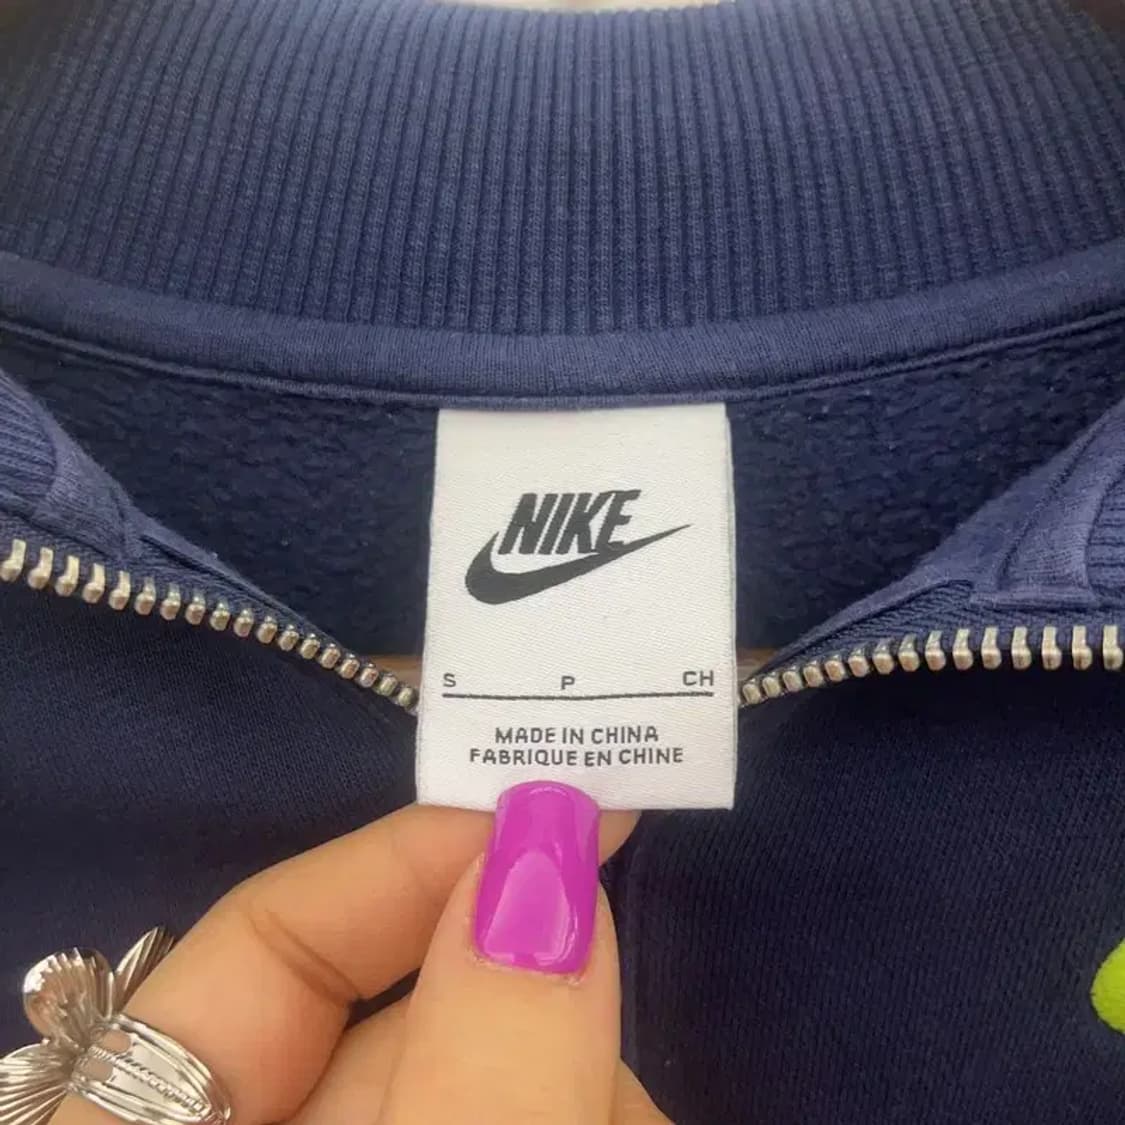 NIKE
S P CH
MADE IN CHINA
FABRIQUE EN CHINE